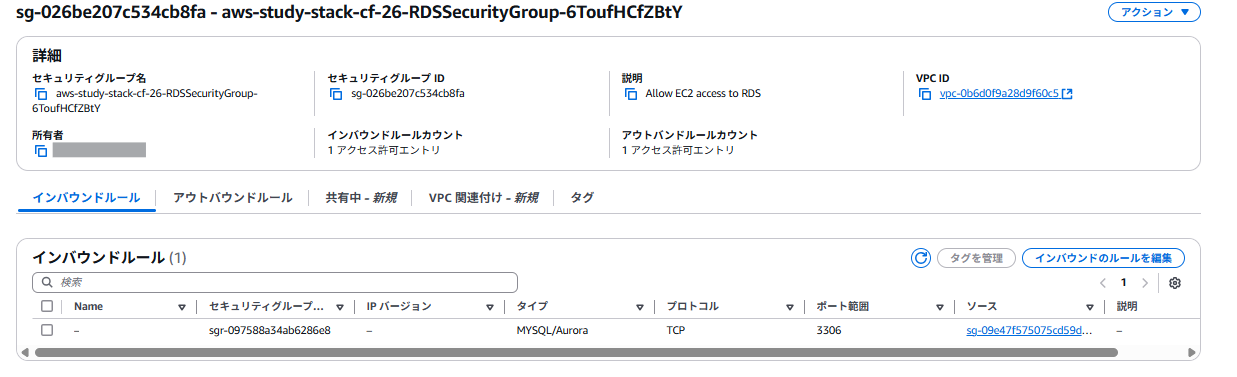 sg-026be207c534cb8fa - aws-study-stack-cf-26-RDSSecurityGroup-6ToufHCfZBtY
アクション ▼
詳細
セキュリティグループ名
aws-study-stack-cf-26-RDSSecurityGroup-
6ToufHCfZBtY
セキュリティグループ ID
sg-026be207c534cb8fa
説明
Allow EC2 access to RDS
VPC ID
vpc-0b6d0f9a28d9f60c5
所有者
インバウンドルールカウント
1 アクセス許可エントリ
アウトバンドルールカウント
1 アクセス許可エントリ
インバウンドルール アウトバウンドルール 共有中 - 新規 VPC 関連付け - 新規 タグ
インバウンドルール (1)
タグを管理 インバウンドのルールを編集
検索
1
Name セキュリティグループ... IP バージョン タイプ プロトコル ポート範囲 ソース 説明
– sgr-097588a34ab6286e8 – MYSQL/Aurora TCP 3306 sg-09e47f575075cd59d... –